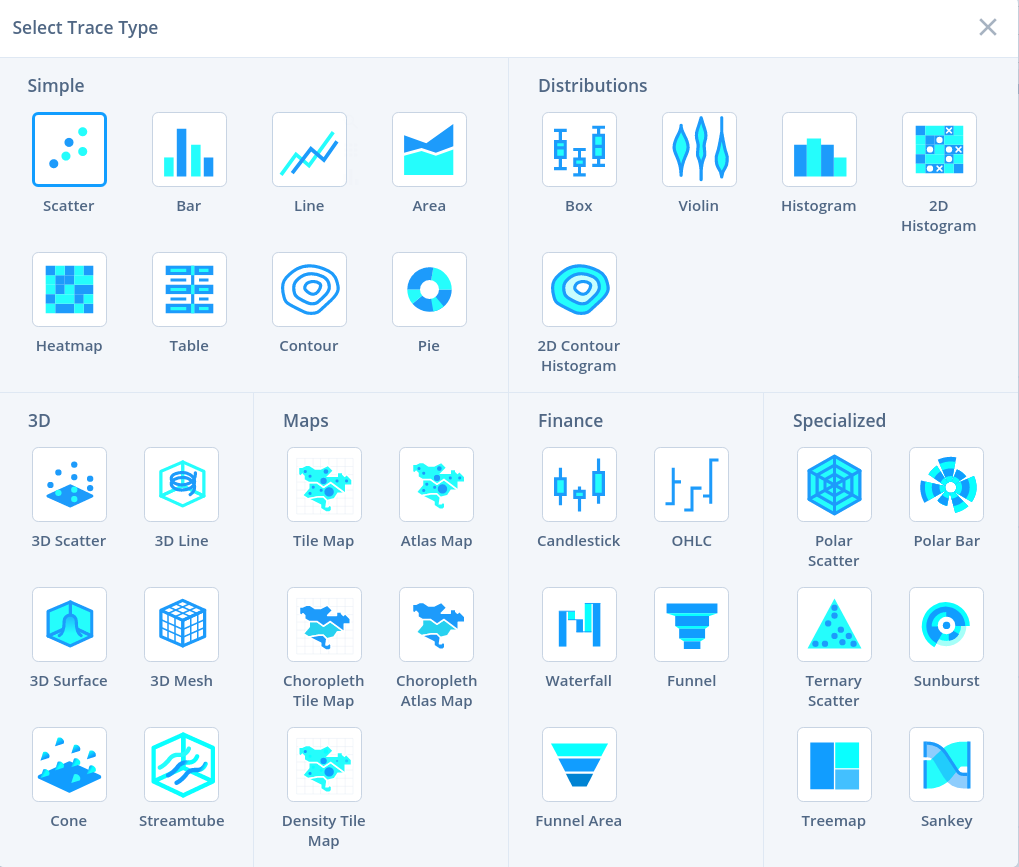 Select Trace Type
Simple
Scatter
Bar
Line
Area
Heatmap
Table
Contour
Pie
Distributions
Box
Violin
Histogram
2D
Histogram
2D Contour
Histogram
3D
3D Scatter
3D Line
3D Surface
3D Mesh
Cone
Streamtube
Maps
Tile Map
Atlas Map
Choropleth
Tile Map
Choropleth
Atlas Map
Density Tile
Map
Finance
Candlestick
OHLC
Waterfall
Funnel
Funnel Area
Specialized
Polar
Scatter
Polar Bar
Ternary
Scatter
Sunburst
Treemap
Sankey